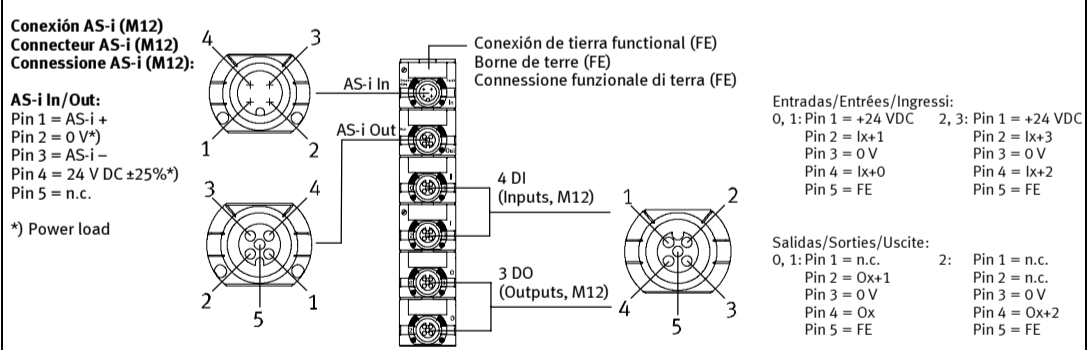 Conexión AS-i (M12)
Connecteur AS-i (M12)
Connessione AS-i (M12):
AS-i In/Out:
Pin 1 = AS-i +
Pin 2 = 0 V*)
Pin 3 = AS-i –
Pin 4 = 24 V DC ±25%*)
Pin 5 = n.c.
*) Power load
4 3
1 2
3 4
2 1
5
AS-i In
AS-i Out
Conexión de tierra functional (FE)
Borne de terre (FE)
Connessione funzionale di terra (FE)
In
Out
4 DI
(Inputs, M12)
3 DO
(Outputs, M12)
1 2
4 3
5
Entradas/Entrées/Ingressi:
0, 1: Pin 1 = +24 VDC 2, 3: Pin 1 = +24 VDC
Pin 2 = Ix+1 Pin 2 = Ix+3
Pin 3 = 0 V Pin 3 = 0 V
Pin 4 = Ix+0 Pin 4 = Ix+2
Pin 5 = FE Pin 5 = FE
Salidas/Sorties/Uscite:
0, 1: Pin 1 = n.c. 2: Pin 1 = n.c.
Pin 2 = Ox+1 Pin 2 = n.c.
Pin 3 = 0 V Pin 3 = 0 V
Pin 4 = Ox Pin 4 = Ox+2
Pin 5 = FE Pin 5 = FE